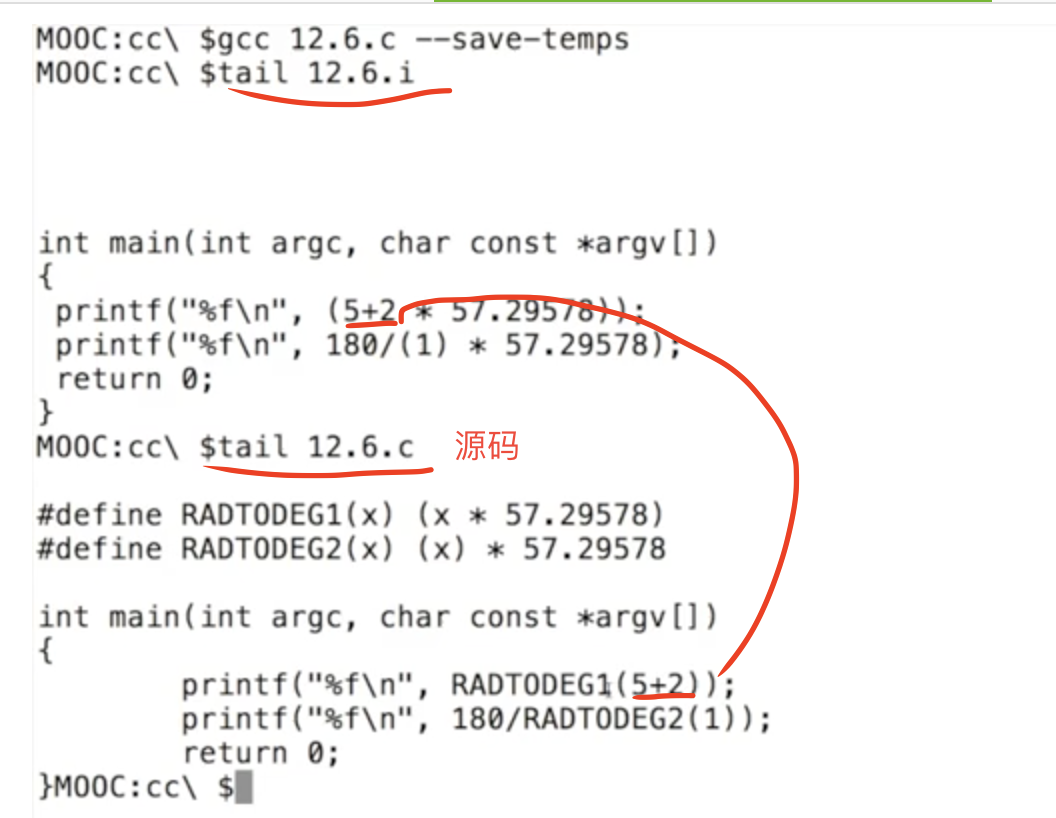 MOOC:cc\ $gcc 12.6.c --save-temps
MOOC:cc\ $tail 12.6.i
int main(int argc, char const *argv[])
{
printf("%f\n", (5+2 * 57.29578));
printf("%f\n", 180/(1) * 57.29578);
return 0;
}
MOOC:cc\ $tail 12.6.c 源码
#define RADTODEG1(x) (x * 57.29578)
#define RADTODEG2(x) (x) * 57.29578
int main(int argc, char const *argv[])
{
printf("%f\n", RADTODEG1(5+2));
printf("%f\n", 180/RADTODEG2(1));
return 0;
}MOOC:cc\ $